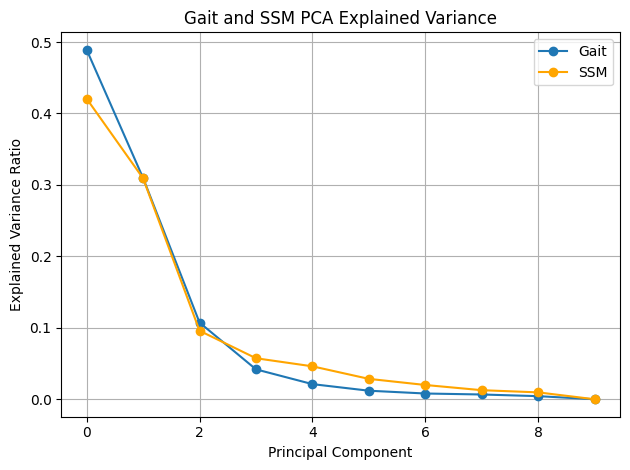 Gait and SSM PCA Explained Variance
Gait
SSM
0.5
0.4
0.3
0.2
0.1
0.0
Explained Variance Ratio
0 2 4 6 8
Principal Component